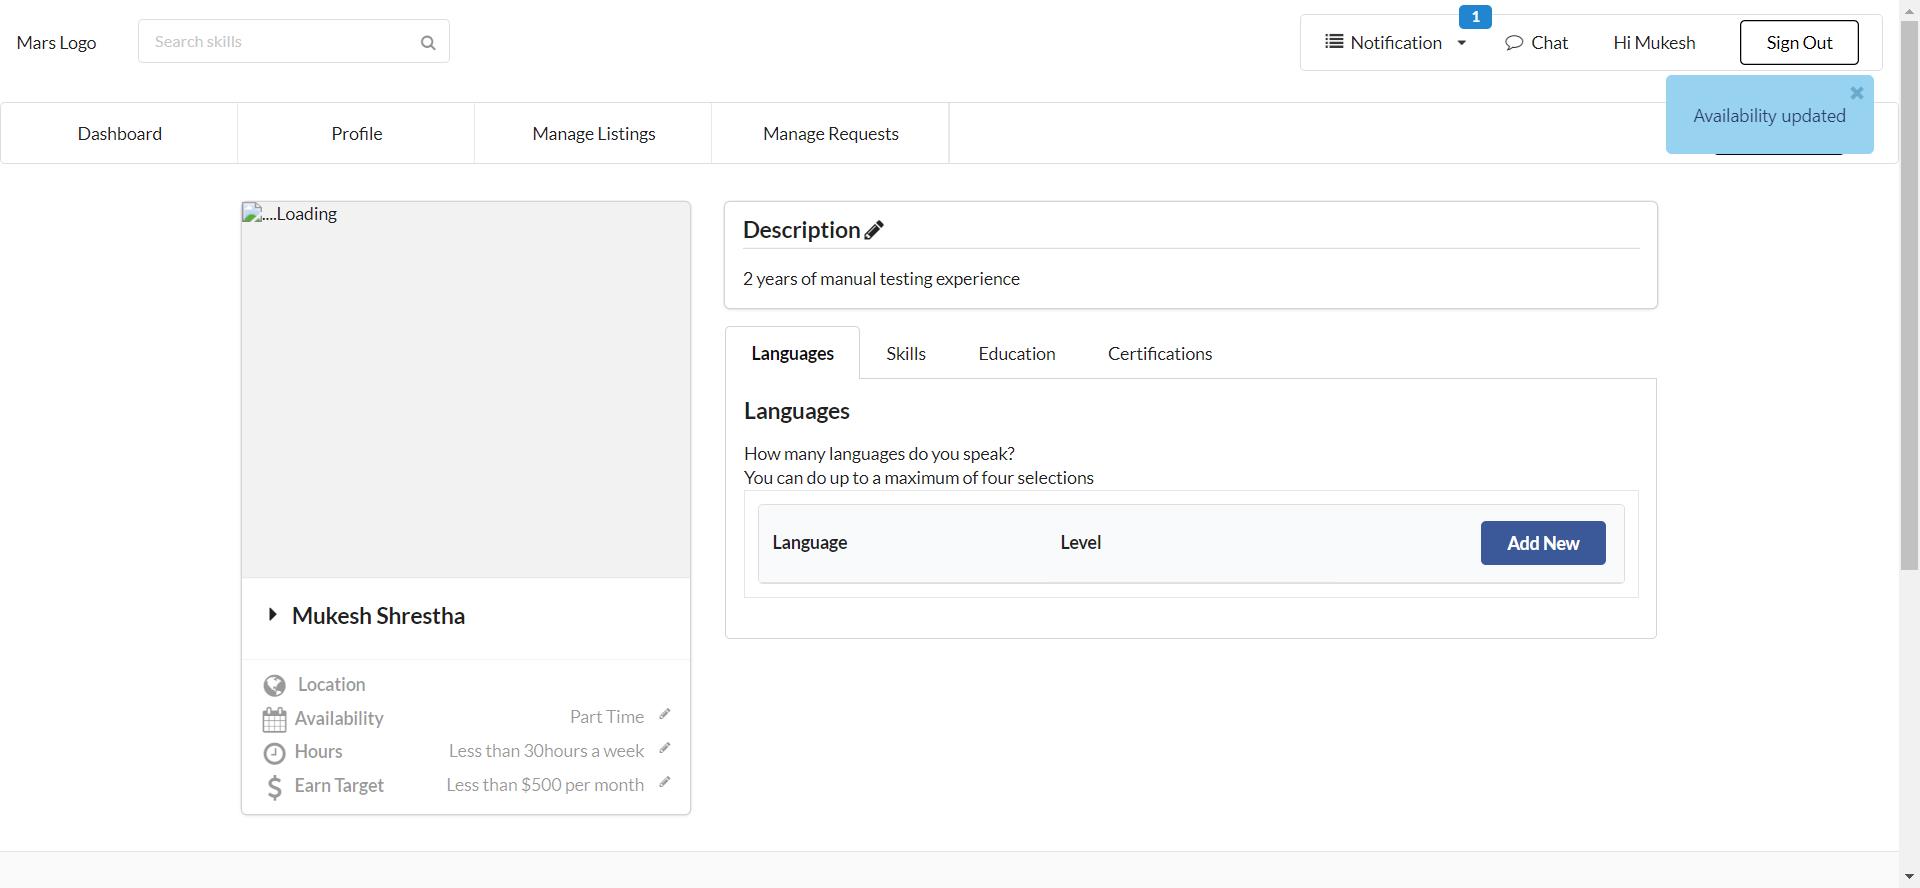 Mars Logo
Search skills
1
Notification
Chat
Hi Mukesh
Sign Out
Availability updated
Dashboard
Profile
Manage Listings
Manage Requests
....Loading
Mukesh Shrestha
Location
Availability
Part Time
Hours
Less than 30hours a week
Earn Target
Less than $500 per month
Description
2 years of manual testing experience
Languages
Skills
Education
Certifications
Languages
How many languages do you speak?
You can do up to a maximum of four selections
Language
Level
Add New